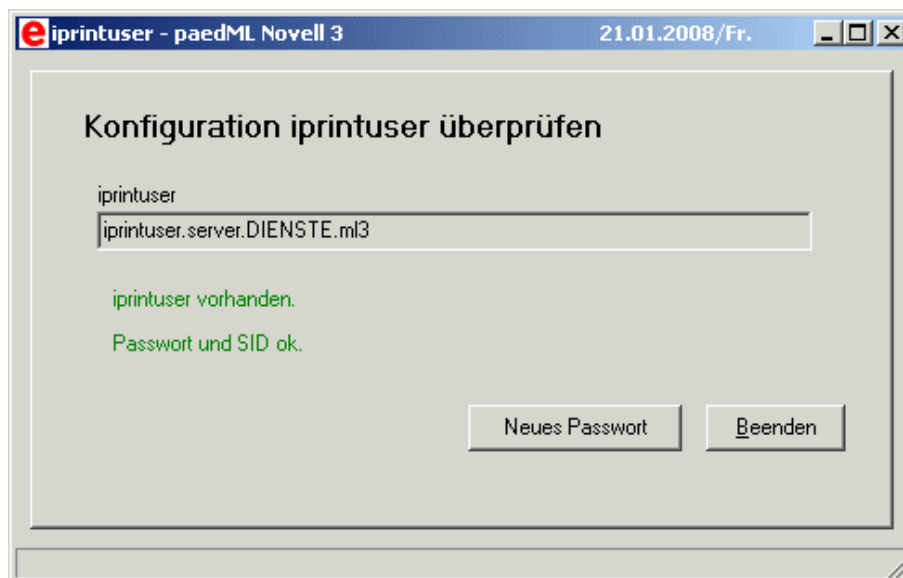 e iprintuser - paedML Novell 3 21.01.2008/Fr.
Konfiguration iprintuser überprüfen
iprintuser
iprintuser.server.DIENSTE.ml3
iprintuser vorhanden.
Passwort und SID ok.
Neues Passwort Beenden